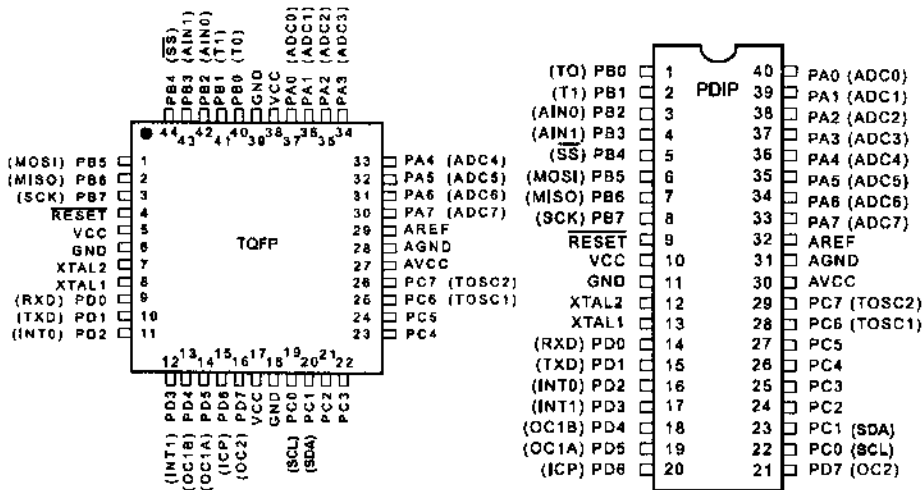 (SS) PB4
(AIN1) PB3
(AIN0) PB2
(T1) PB1
(T0) PB0
GND
VCC
PA0 (ADC0)
PA1 (ADC1)
PA2 (ADC2)
PA3 (ADC3)
44 43 42 41 40 39 38 37 36 35 34
(MOSI) PB5 1
(MISO) PB6 2
(SCK) PB7 3
RESET 4
VCC 5
GND 6
XTAL2 7
XTAL1 8
(RXD) PD0 9
(TXD) PD1 10
(INT0) PD2 11
TQFP
33 PA4 (ADC4)
32 PA5 (ADC5)
31 PA6 (ADC6)
30 PA7 (ADC7)
29 AREF
28 AGND
27 AVCC
26 PC7 (TOSC2)
25 PC6 (TOSC1)
24 PC5
23 PC4
12 13 14 15 16 17 18 19 20 21 22
(INT1) PD3
(OC1B) PD4
(OC1A) PD5
(ICP) PD6
(OC2) PD7
VCC
GND
(SCL) PC0
(SDA) PC1
PC2
PC3
PDIP
(TO) PB0 1
(T1) PB1 2
(AIN0) PB2 3
(AIN1) PB3 4
(SS) PB4 5
(MOSI) PB5 6
(MISO) PB6 7
(SCK) PB7 8
RESET 9
VCC 10
GND 11
XTAL2 12
XTAL1 13
(RXD) PD0 14
(TXD) PD1 15
(INT0) PD2 16
(INT1) PD3 17
(OC1B) PD4 18
(OC1A) PD5 19
(ICP) PD6 20
40 PA0 (ADC0)
39 PA1 (ADC1)
38 PA2 (ADC2)
37 PA3 (ADC3)
36 PA4 (ADC4)
35 PA5 (ADC5)
34 PA6 (ADC6)
33 PA7 (ADC7)
32 AREF
31 AGND
30 AVCC
29 PC7 (TOSC2)
28 PC6 (TOSC1)
27 PC5
26 PC4
25 PC3
24 PC2
23 PC1 (SDA)
22 PC0 (SCL)
21 PD7 (OC2)